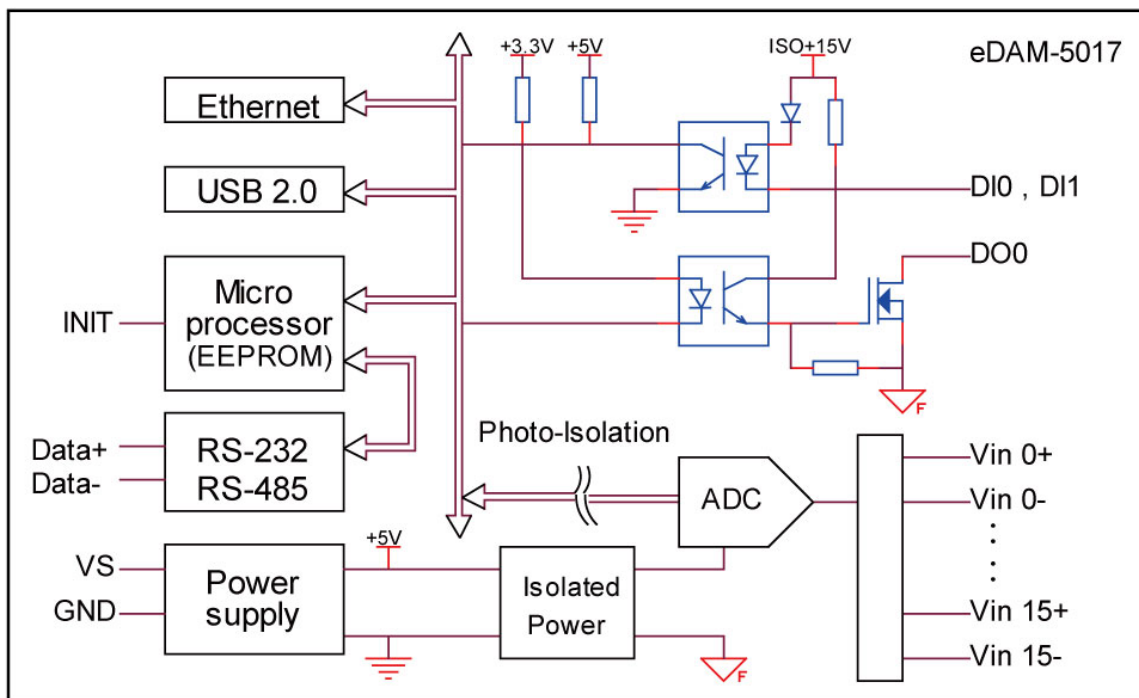 +3.3V
+5V
ISO+15V
eDAM-5017
Ethernet
USB 2.0
DI0 , DI1
DO0
INIT
Micro
processor
(EEPROM)
F
Photo-Isolation
Data+
Data-
RS-232
RS-485
ADC
Vin 0+
Vin 0-
+5V
VS
GND
Power
supply
Isolated
Power
F
Vin 15+
Vin 15-